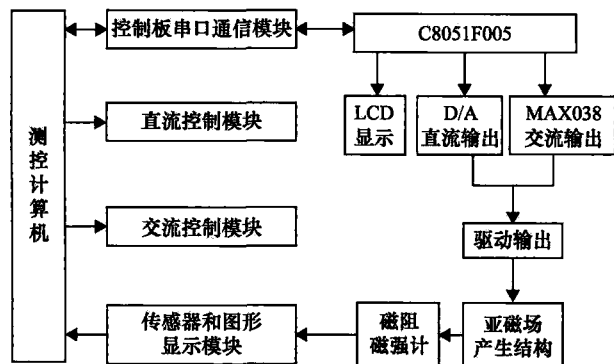 测控计算机
控制板串口通信模块
C8051F005
直流控制模块
LCD
显示
D/A
直流输出
MAX038
交流输出
交流控制模块
驱动输出
传感器和图形
显示模块
磁阻
磁强计
亚磁场
产生结构